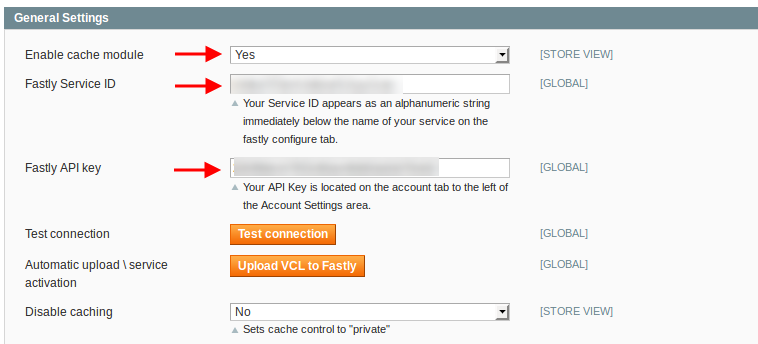 General Settings
Enable cache module Yes [STORE VIEW]
Fastly Service ID [GLOBAL]
Your Service ID appears as an alphanumeric string
immediately below the name of your service on the
fastly configure tab.
Fastly API key [GLOBAL]
Your API Key is located on the account tab to the left of
the Account Settings area.
Test connection Test connection [GLOBAL]
Automatic upload \ service
activation
Upload VCL to Fastly [GLOBAL]
Disable caching No [STORE VIEW]
Sets cache control to "private"